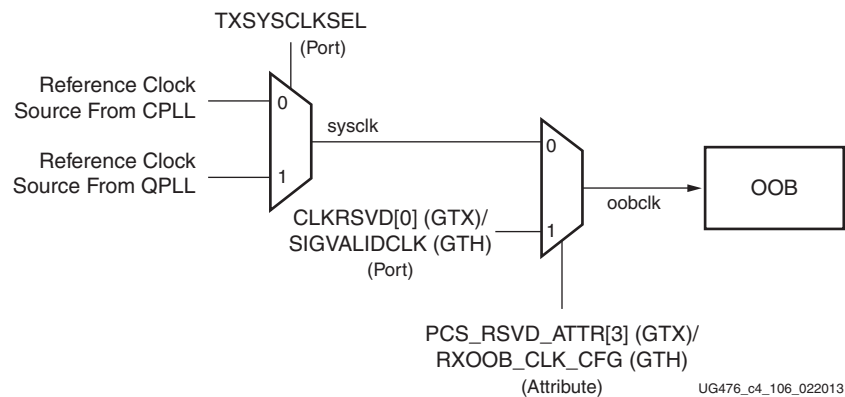 TXSYSCLKSEL
(Port)
Reference Clock
Source From CPLL
0
sysclk
Reference Clock
Source From QPLL
1
0
OOB
oobclk
CLKRSVD[0] (GTX)/
SIGVALIDCLK (GTH)
(Port)
1
PCS_RSVD_ATTR[3] (GTX)/
RXOOB_CLK_CFG (GTH)
(Attribute)
UG476_c4_106_022013